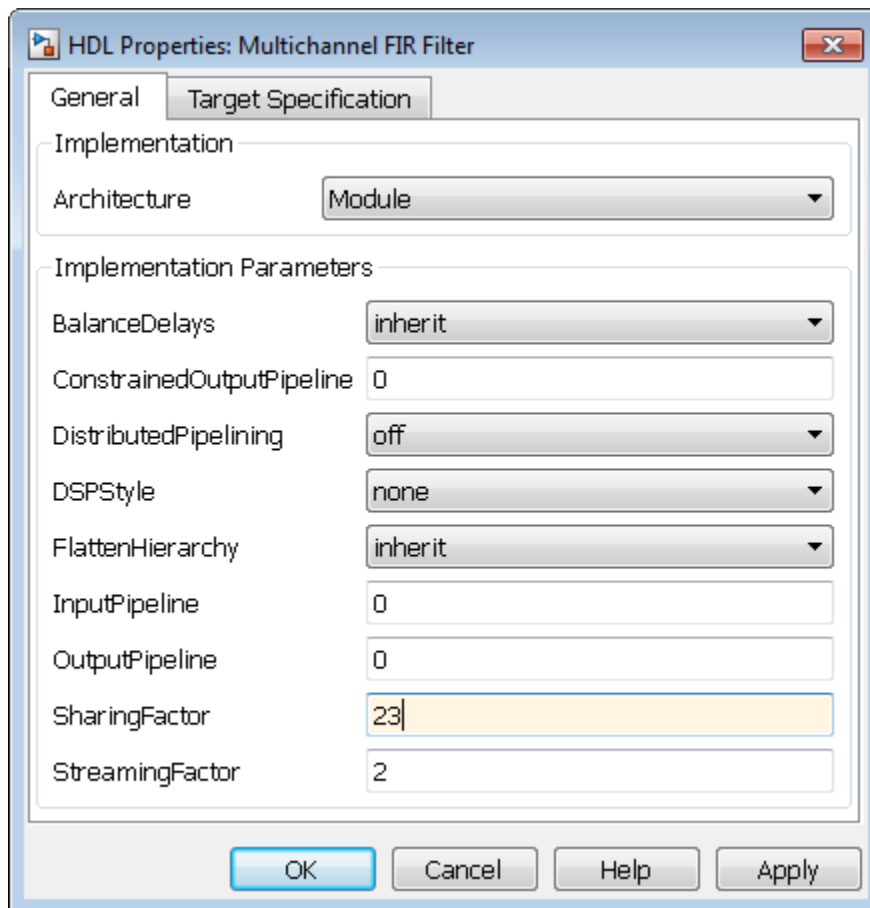 HDL Properties: Multichannel FIR Filter
General Target Specification
Implementation
Architecture Module
Implementation Parameters
BalanceDelays inherit
ConstrainedOutputPipeline 0
DistributedPipelining off
DSPStyle none
FlattenHierarchy inherit
InputPipeline 0
OutputPipeline 0
SharingFactor 23
StreamingFactor 2
OK Cancel Help Apply